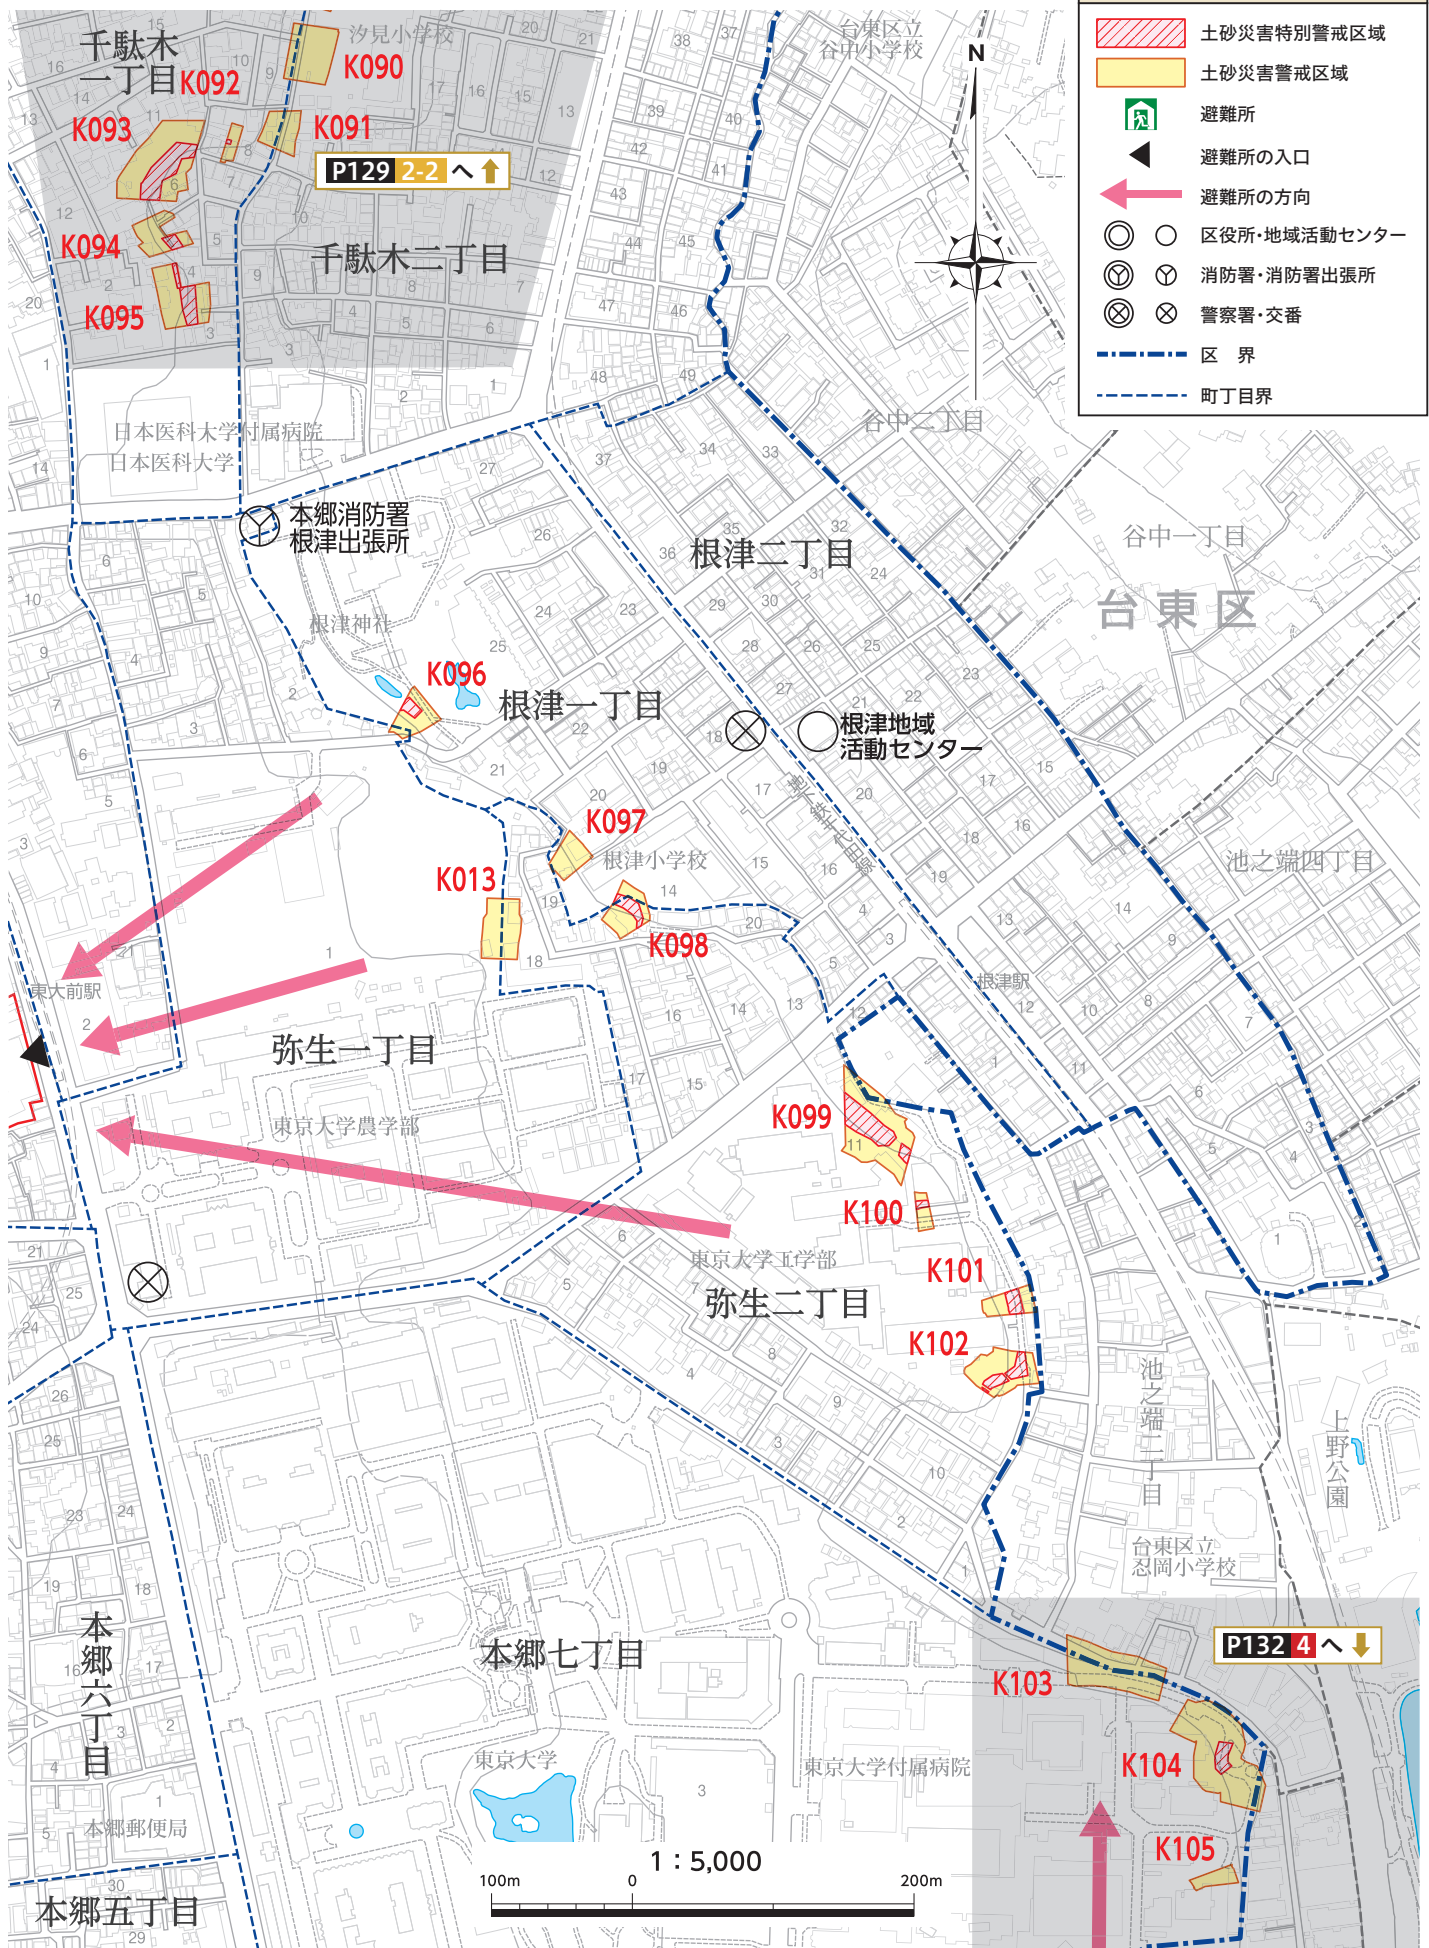 土砂災害特別警戒区域
土砂災害警戒区域
避難所
避難所の入口
避難所の方向
区役所・地域活動センター
消防署・消防署出張所
警察署・交番
区　界
町丁目界
N
千駄木
一丁目
汐見小学校
台東区立
谷中小学校
K090
K091
K092
K093
K094
K095
P129 2-2 へ
千駄木二丁目
日本医科大学付属病院
日本医科大学
谷中二丁目
谷中一丁目
台東区
本郷消防署
根津出張所
根津二丁目
根津神社
K096
根津一丁目
根津地域
活動センター
地下鉄千代田線
K097
根津小学校
K013
K098
池之端四丁目
根津駅
東大前駅
弥生一丁目
東京大学農学部
K099
K100
東京大学工学部
弥生二丁目
K101
K102
池之端二丁目
上野公園
台東区立
忍岡小学校
本郷六丁目
本郷七丁目
P132 4 へ
K103
K104
K105
東京大学
東京大学付属病院
本郷郵便局
本郷五丁目
1：5,000
100m 0 200m